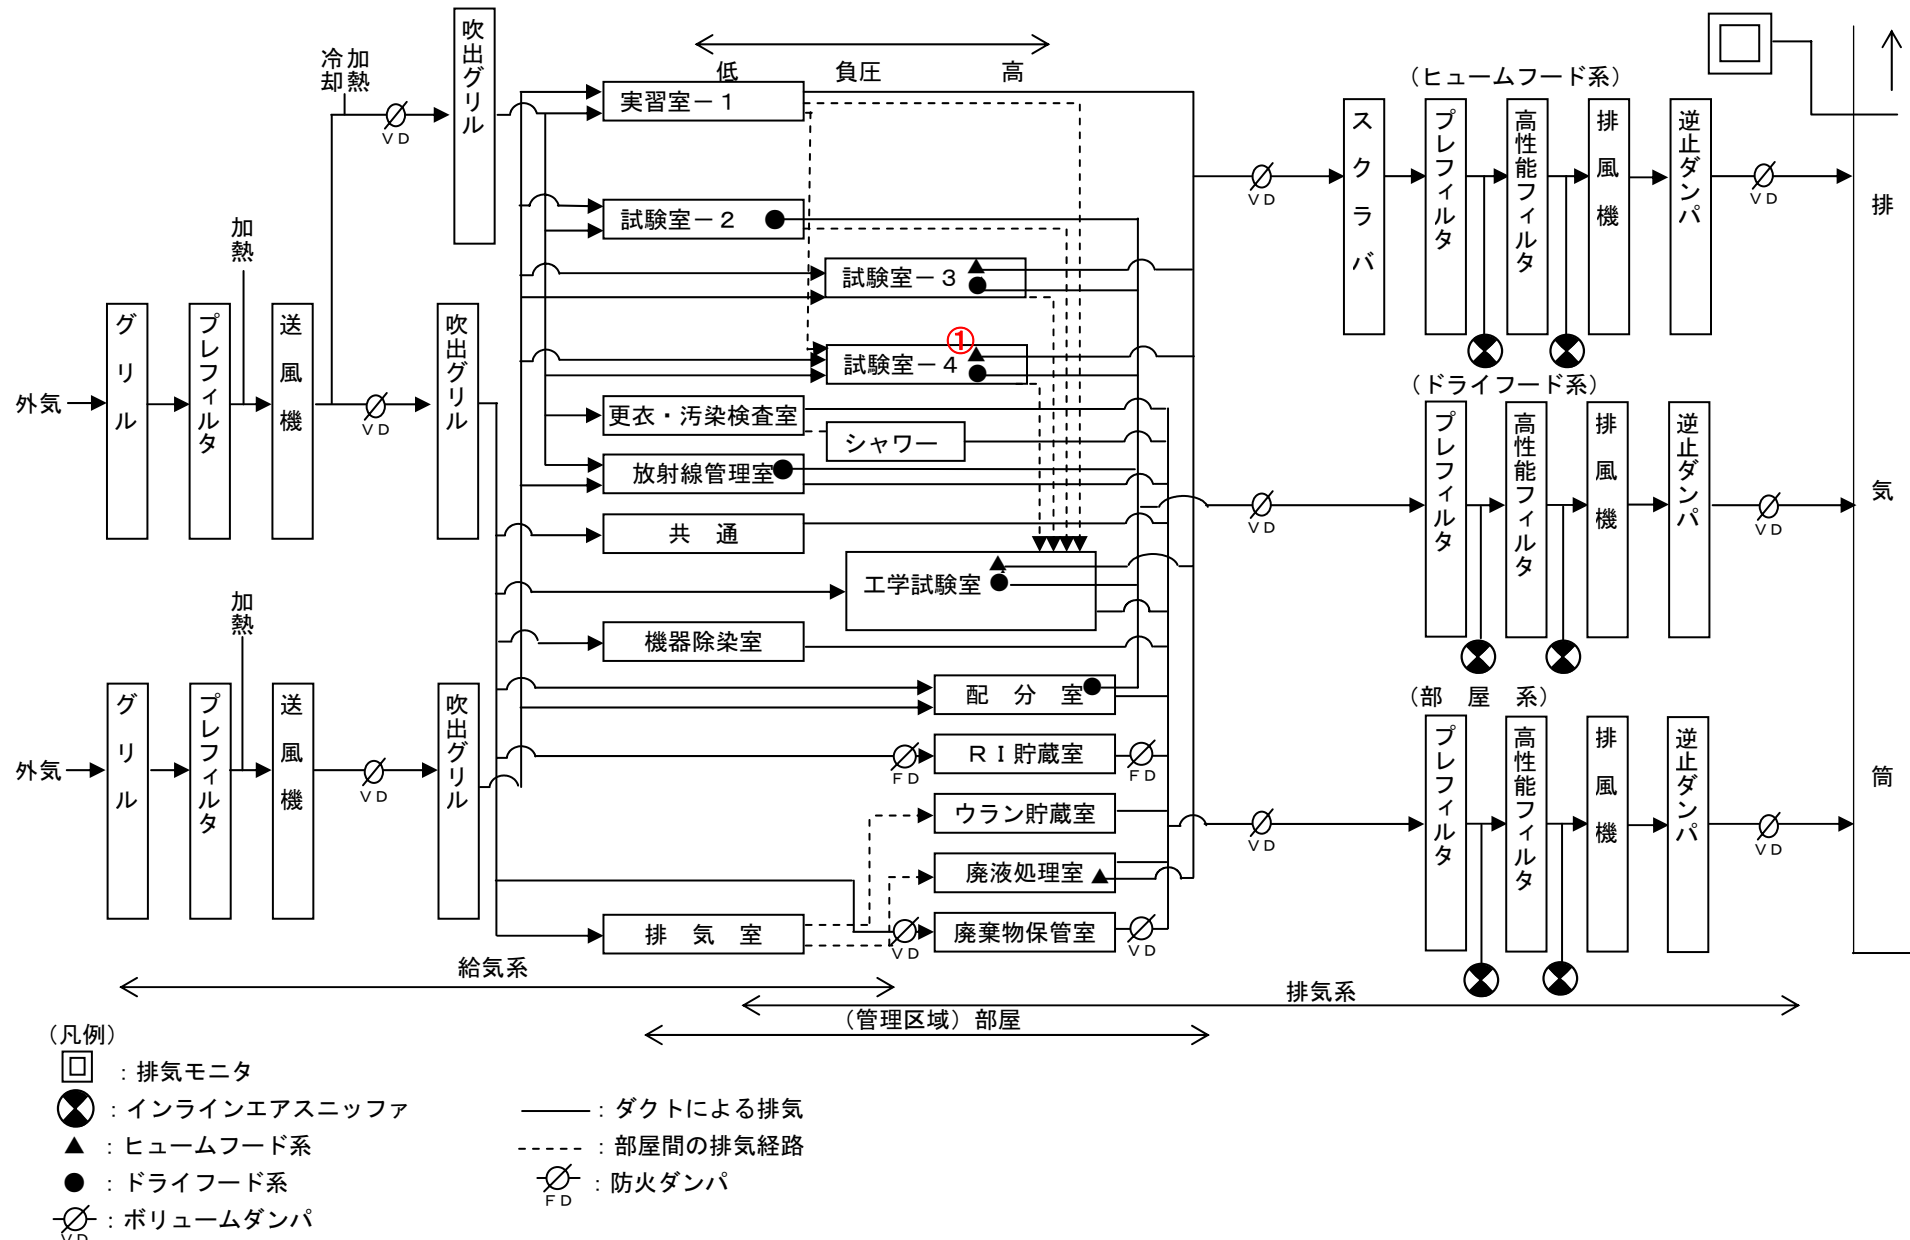 吹出グリル
冷却
加熱
VD
低 負圧 高
実習室－1
試験室－2
試験室－3
①
試験室－4
更衣・汚染検査室
シャワー
放射線管理室
共 通
工学試験室
機器除染室
配 分 室
ＲＩ貯蔵室
FD
FD
ウラン貯蔵室
廃液処理室
排 気 室
廃棄物保管室
VD
VD
外気
グリル
プレフィルタ
加熱
送風機
VD
吹出グリル
外気
グリル
プレフィルタ
加熱
送風機
VD
吹出グリル
（ヒュームフード系）
VD
スクラバ
プレフィルタ
高性能フィルタ
排風機
逆止ダンパ
VD
（ドライフード系）
VD
プレフィルタ
高性能フィルタ
排風機
逆止ダンパ
VD
（部 屋 系）
VD
プレフィルタ
高性能フィルタ
排風機
逆止ダンパ
VD
排気筒
給気系
排気系
（管理区域）部屋
（凡例）
：排気モニタ
：インラインエアスニッファ
：ヒュームフード系
：ドライフード系
：ボリュームダンパ
VD
：ダクトによる排気
：部屋間の排気経路
：防火ダンパ
FD